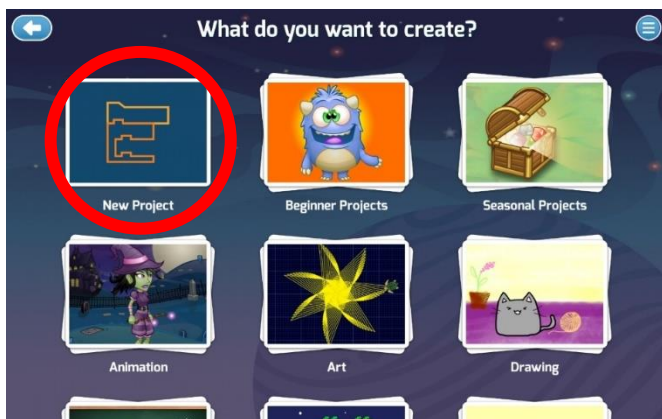 What do you want to create?
New Project
Beginner Projects
Seasonal Projects
Animation
Art
Drawing